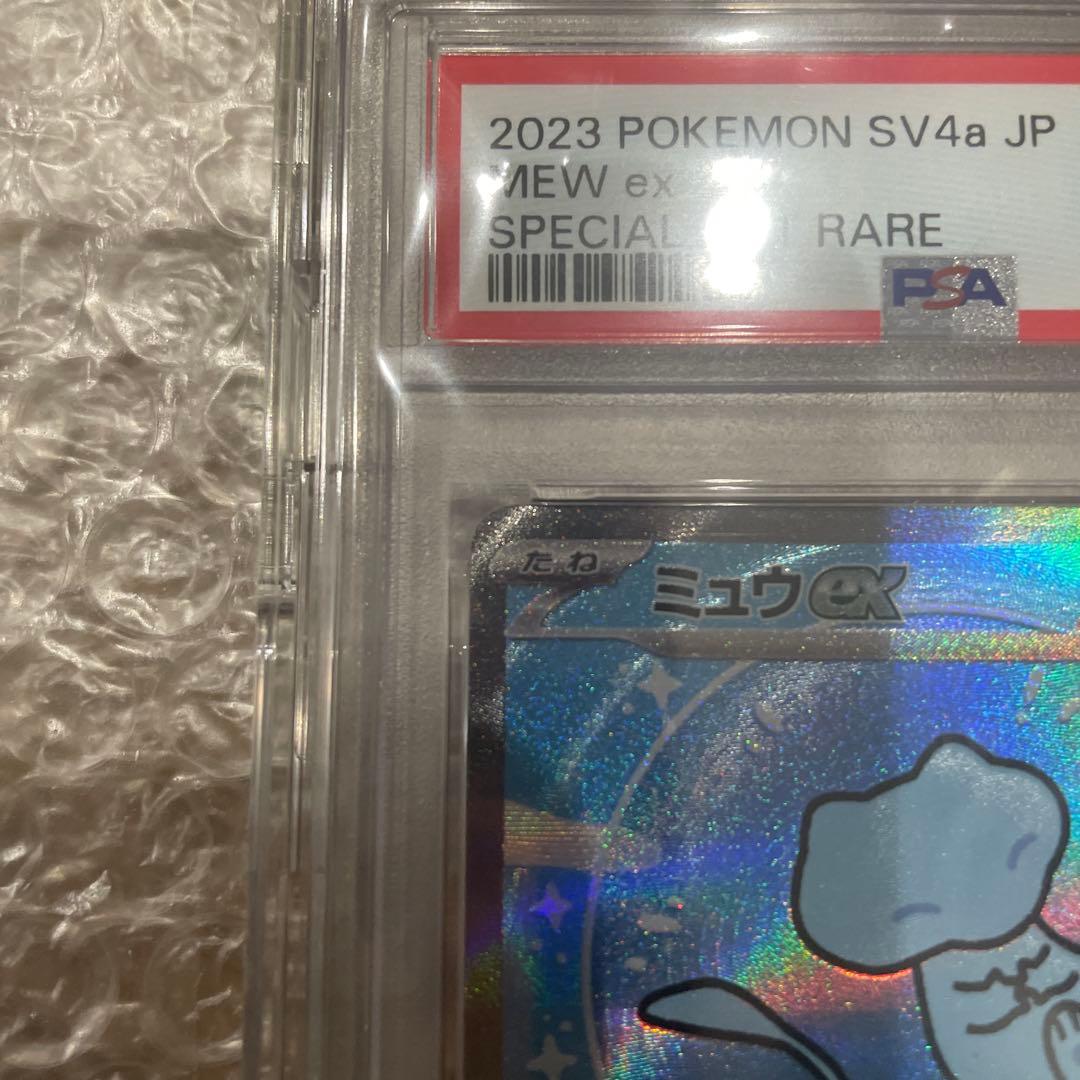 2023 POKEMON SV4a JP
MEW ex
SPECIAL RARE
PSA
たね
ミュウex